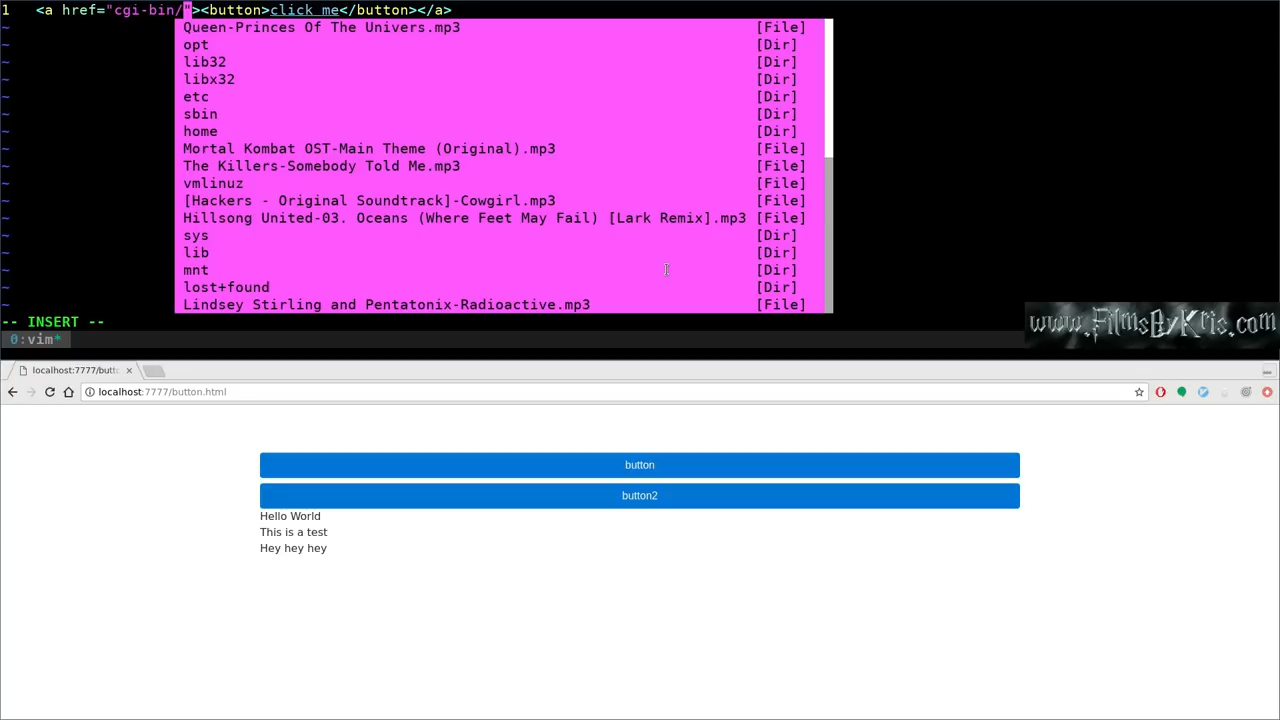 1   <a href="cgi-bin/"><button>click me</button></a>
~ Queen-Princes Of The Univers.mp3 [File]
~ opt [Dir]
~ lib32 [Dir]
~ libx32 [Dir]
~ etc [Dir]
~ sbin [Dir]
~ home [Dir]
~ Mortal Kombat OST-Main Theme (Original).mp3 [File]
~ The Killers-Somebody Told Me.mp3 [File]
~ vmlinuz [File]
~ [Hackers - Original Soundtrack]-Cowgirl.mp3 [File]
~ Hillsong United-03. Oceans (Where Feet May Fail) [Lark Remix].mp3 [File]
~ sys [Dir]
~ lib [Dir]
~ mnt [Dir]
~ lost+found [Dir]
~ Lindsey Stirling and Pentatonix-Radioactive.mp3 [File]
-- INSERT --
www.FilmsByKris.com
0:vim*
localhost:7777/butt
localhost:7777/button.html
button
button2
Hello World
This is a test
Hey hey hey